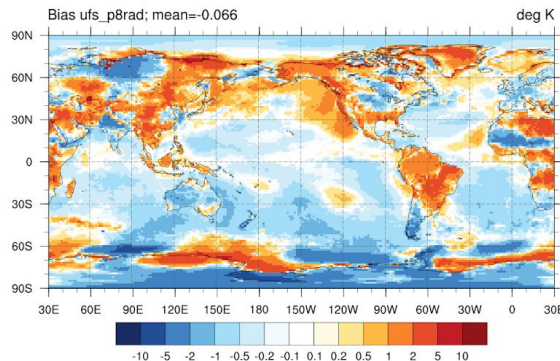 Bias ufs_p8rad; mean=-0.066 deg K
90N
60N
30N
0
30S
60S
90S
30E 60E 90E 120E 150E 180 150W 120W 90W 60W 30W 0 30E
-10 -5 -2 -1 -0.5 -0.2 -0.1 0.1 0.2 0.5 1 2 5 10